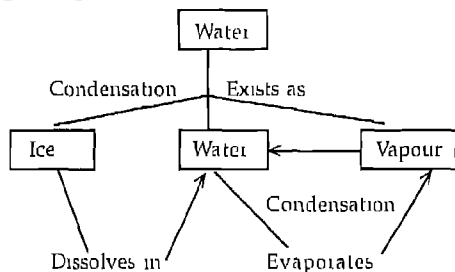 Water
Condensation Exists as
Ice Water Vapour
Condensation
Dissolves in Evaporates